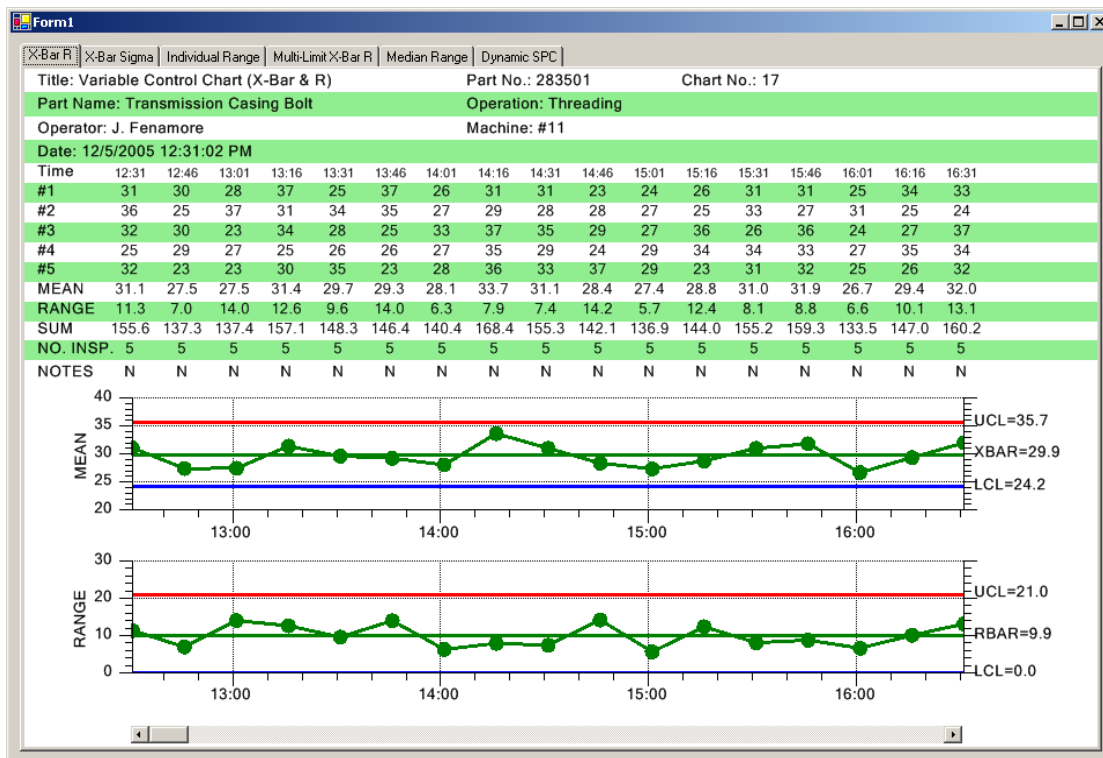 Form1
X-Bar R X-Bar Sigma Individual Range Multi-Limit X-Bar R Median Range Dynamic SPC
Title: Variable Control Chart (X-Bar & R) Part No.: 283501 Chart No.: 17
Part Name: Transmission Casing Bolt Operation: Threading
Operator: J. Fenamore Machine: #11
Date: 12/5/2005 12:31:02 PM
Time 12:31 12:46 13:01 13:16 13:31 13:46 14:01 14:16 14:31 14:46 15:01 15:16 15:31 15:46 16:01 16:16 16:31
#1 31 30 28 37 25 37 26 31 31 23 24 26 31 31 25 34 33
#2 36 25 37 31 34 35 27 29 28 28 27 25 33 27 31 25 24
#3 32 30 23 34 28 25 33 37 35 29 27 36 26 36 24 27 37
#4 25 29 27 25 26 26 27 35 29 24 29 34 34 33 27 35 34
#5 32 23 23 30 35 23 28 36 33 37 29 23 31 32 25 26 32
MEAN 31.1 27.5 27.5 31.4 29.7 29.3 28.1 33.7 31.1 28.4 27.4 28.8 31.0 31.9 26.7 29.4 32.0
RANGE 11.3 7.0 14.0 12.6 9.6 14.0 6.3 7.9 7.4 14.2 5.7 12.4 8.1 8.8 6.6 10.1 13.1
SUM 155.6 137.3 137.4 157.1 148.3 146.4 140.4 168.4 155.3 142.1 136.9 144.0 155.2 159.3 133.5 147.0 160.2
NO. INSP. 5 5 5 5 5 5 5 5 5 5 5 5 5 5 5 5 5
NOTES N N N N N N N N N N N N N N N N N
40
35 UCL=35.7
30 XBAR=29.9
25 LCL=24.2
20
MEAN
13:00 14:00 15:00 16:00
30
20 UCL=21.0
10 RBAR=9.9
0 LCL=0.0
RANGE
13:00 14:00 15:00 16:00